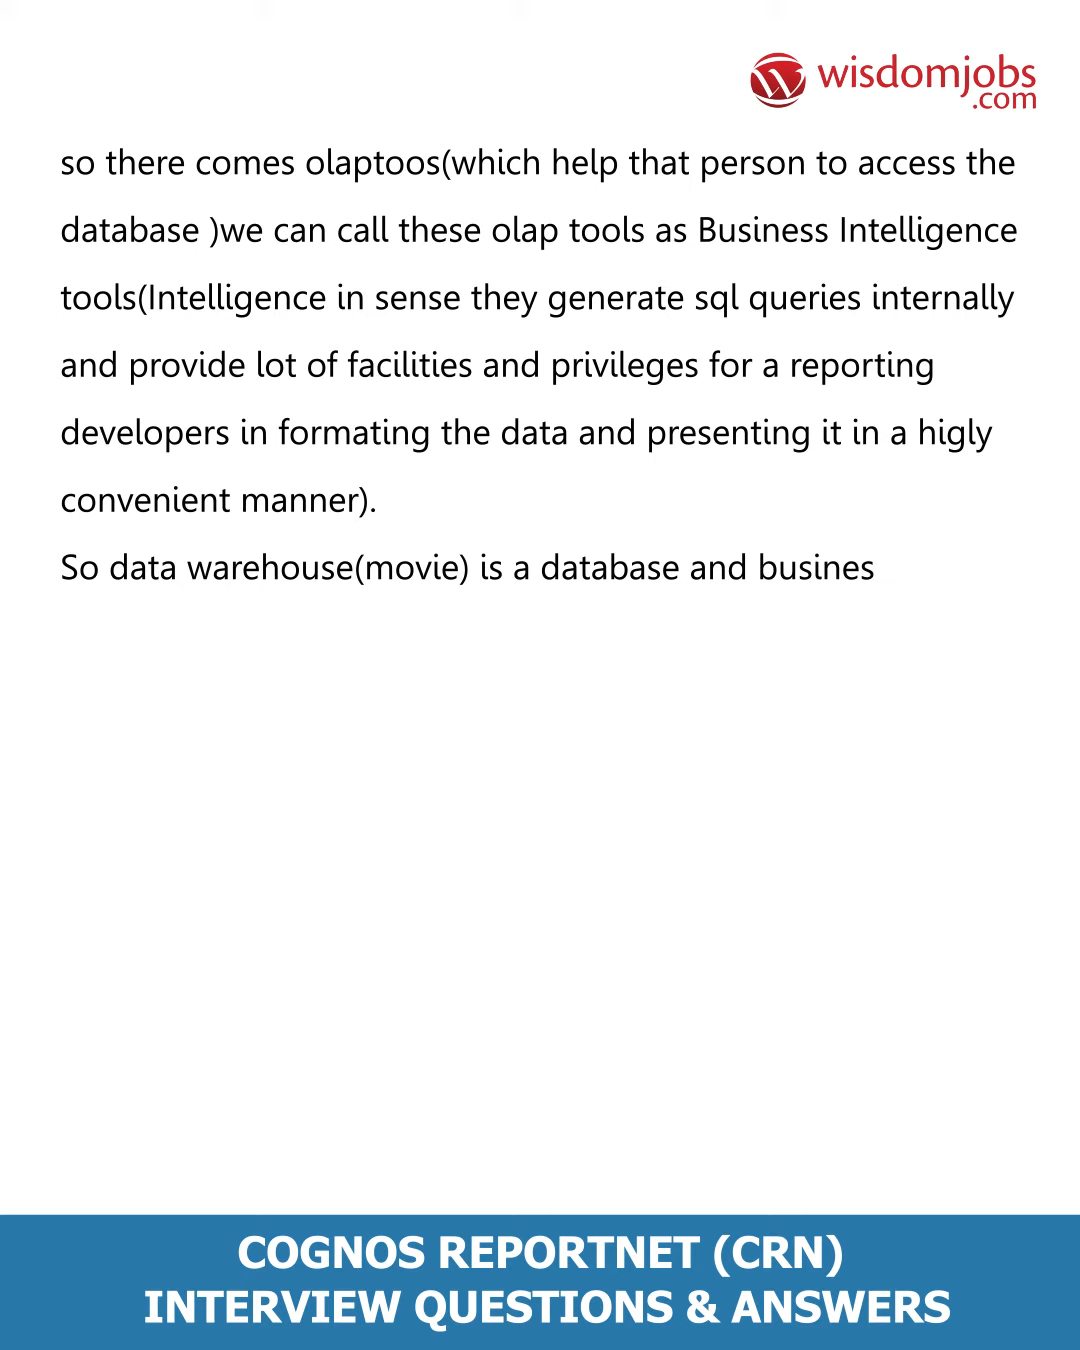 wisdomjobs
.com
so there comes olaptoos(which help that person to access the
database )we can call these olap tools as Business Intelligence
tools(Intelligence in sense they generate sql queries internally
and provide lot of facilities and privileges for a reporting
developers in formating the data and presenting it in a higly
convenient manner).
So data warehouse(movie) is a database and busines
COGNOS REPORTNET (CRN)
INTERVIEW QUESTIONS & ANSWERS